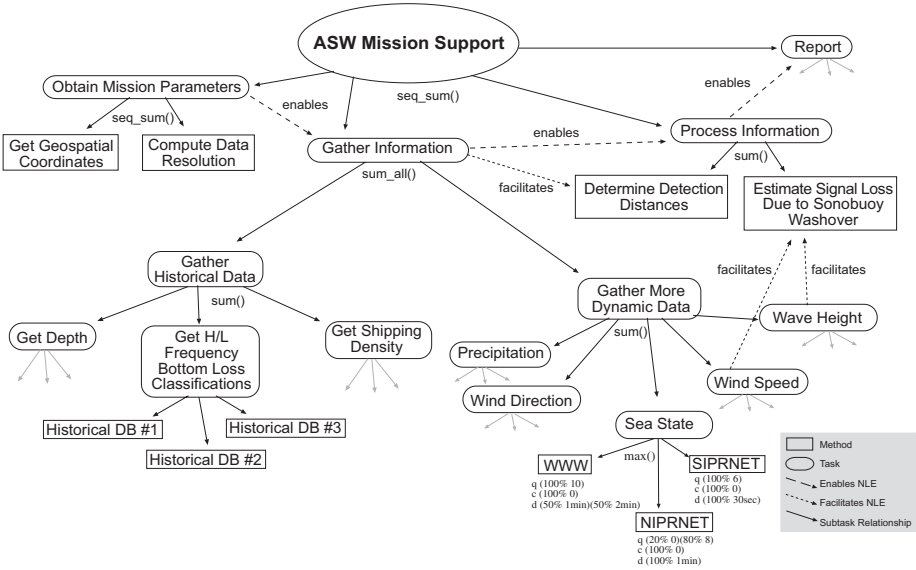 ASW Mission Support
Report
Obtain Mission Parameters
enables
seq_sum()
enables
seq_sum()
Get Geospatial
Coordinates
Compute Data
Resolution
Gather Information
enables
Process Information
sum()
sum_all()
facilitates
Determine Detection
Distances
Estimate Signal Loss
Due to Sonobuoy
Washover
Gather
Historical Data
facilitates
facilitates
sum()
Gather More
Dynamic Data
sum()
Wave Height
Get Depth
Get H/L
Frequency
Bottom Loss
Classifications
Get Shipping
Density
Precipitation
Wind Speed
Wind Direction
Historical DB #1
Historical DB #3
Historical DB #2
Sea State
max()
WWW
q (100% 10)
c (100% 0)
d (50% 1min)(50% 2min)
SIPRNET
q (100% 6)
c (100% 0)
d (100% 30sec)
NIPRNET
q (20% 0)(80% 8)
c (100% 0)
d (100% 1min)
Method
Task
Enables NLE
Facilitates NLE
Subtask Relationship